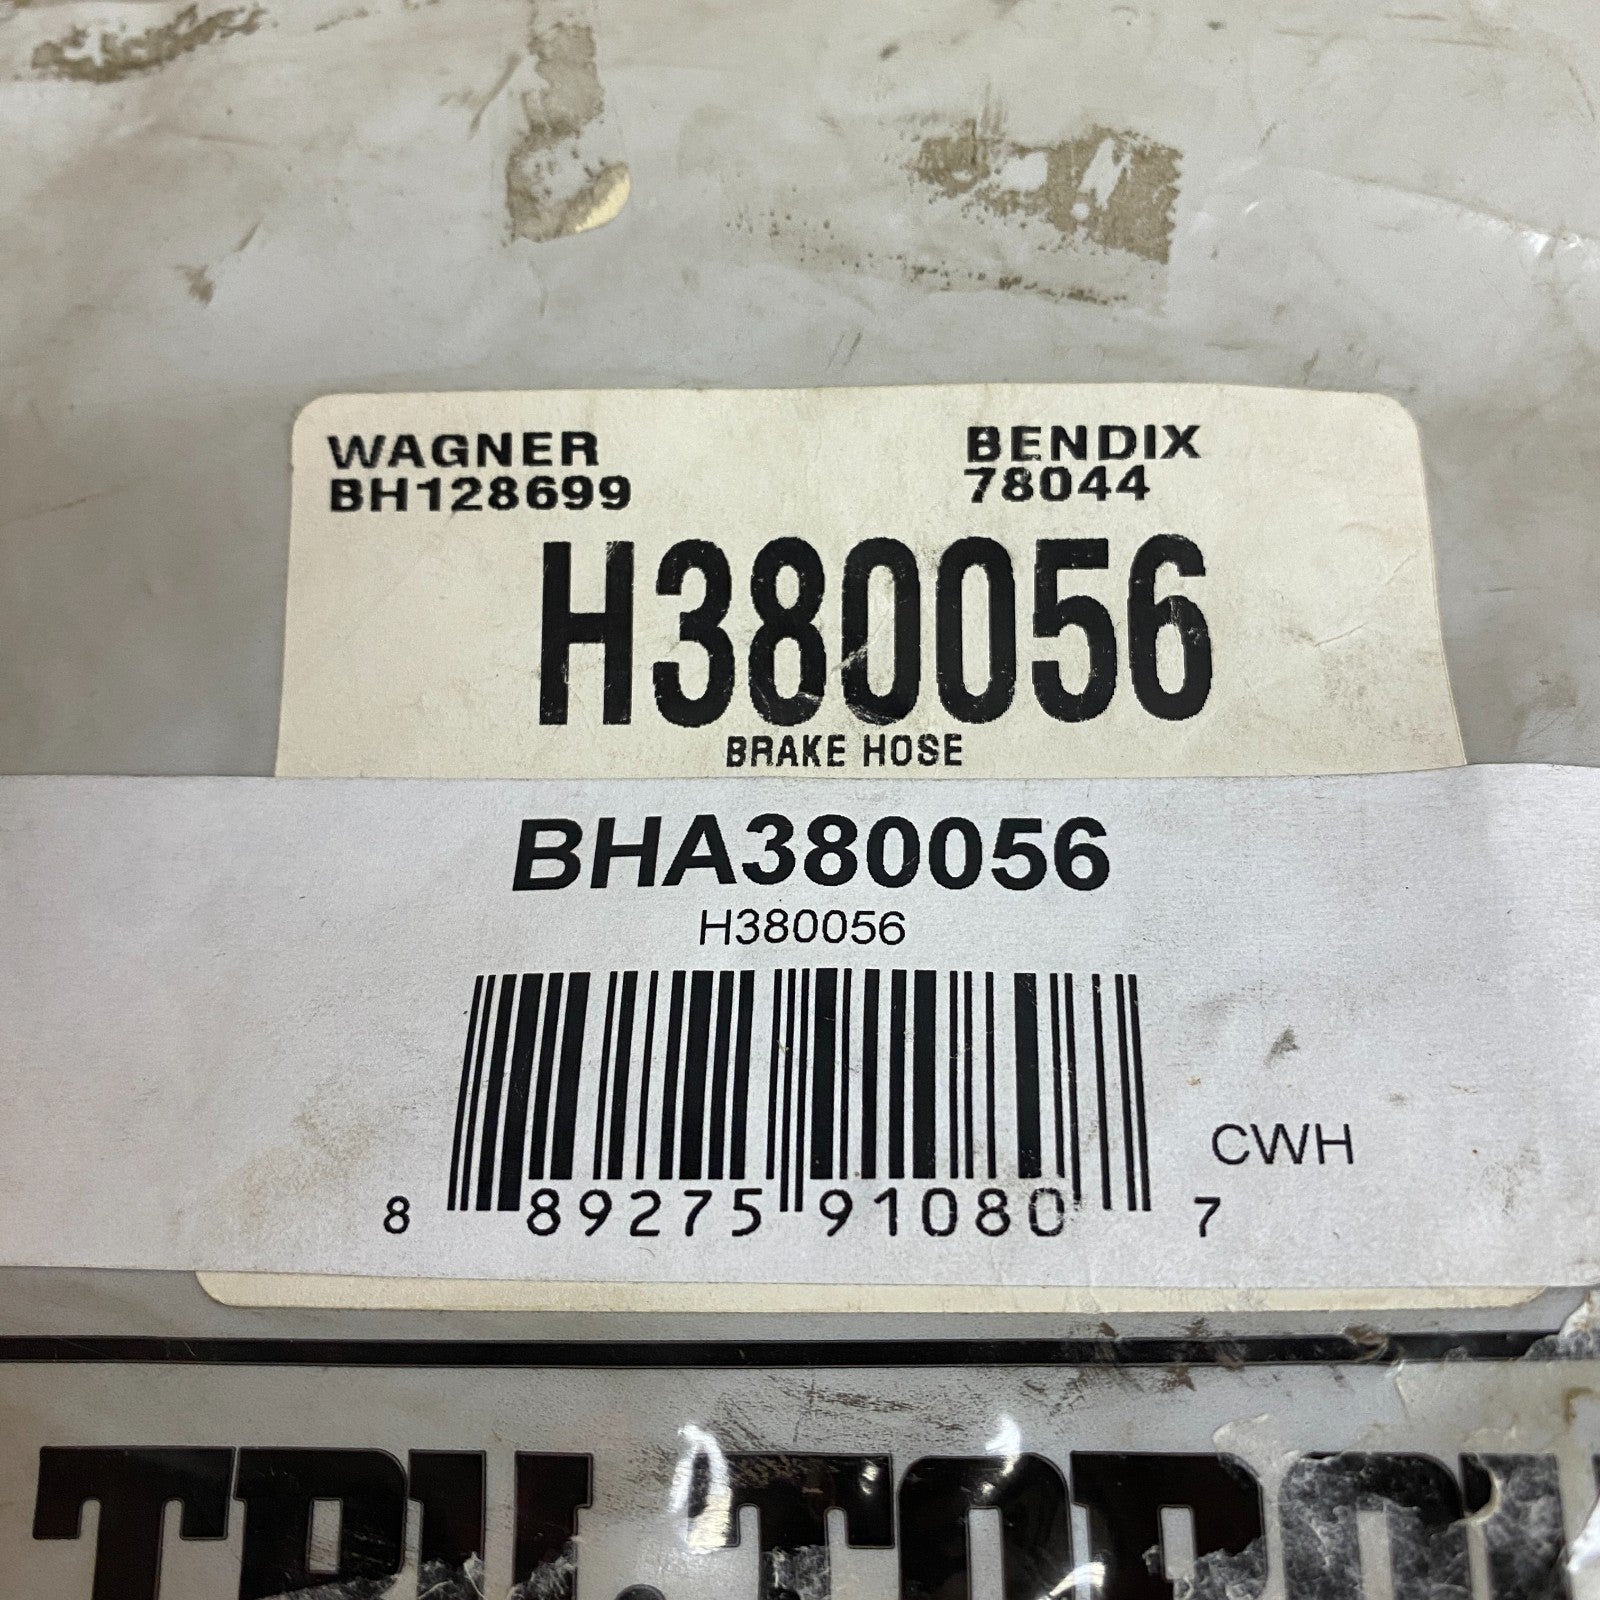 WAGNER BENDIX
BH128699 78044
H380056
BRAKE HOSE
BHA380056
H380056
CWH
8 89275 91080 7